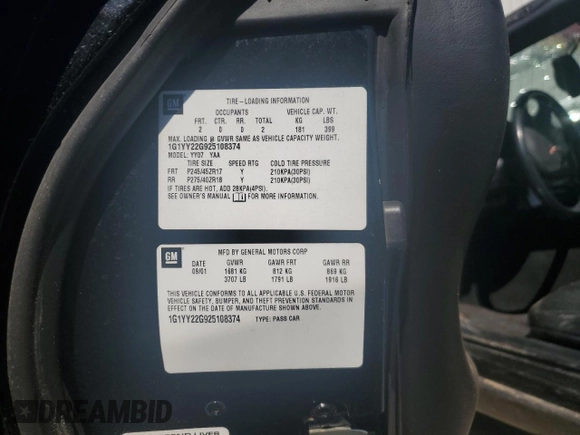 GM
TIRE-LOADING INFORMATION
OCCUPANTS VEHICLE CAP. WT.
FRT. CTR. RR. TOTAL KG LBS
2 0 0 2 181 399
MAX. LOADING @ GVWR SAME AS VEHICLE CAPACITY WEIGHT.
1G1YY22G925108374
MODEL: YY07 YAA
TIRE SIZE SPEED RTG COLD TIRE PRESSURE
FRT P245/45ZR17 Y 210KPA(30PSI)
RR P275/40ZR18 Y 210KPA(30PSI)
IF TIRES ARE HOT, ADD 28KPA(4PSI)
SEE OWNER'S MANUAL FOR MORE INFORMATION.
GM
MFD BY GENERAL MOTORS CORP
DATE GVWR GAWR FRT GAWR RR
09/01 1681 KG 812 KG 869 KG
3707 LB 1791 LB 1916 LB
THIS VEHICLE CONFORMS TO ALL APPLICABLE U.S. FEDERAL MOTOR
VEHICLE SAFETY, BUMPER, AND THEFT PREVENTION STANDARDS IN
EFFECT ON THE DATE OF MANUFACTURE SHOWN ABOVE.
1G1YY22G925108374 TYPE: PASS CAR
DREAMBID